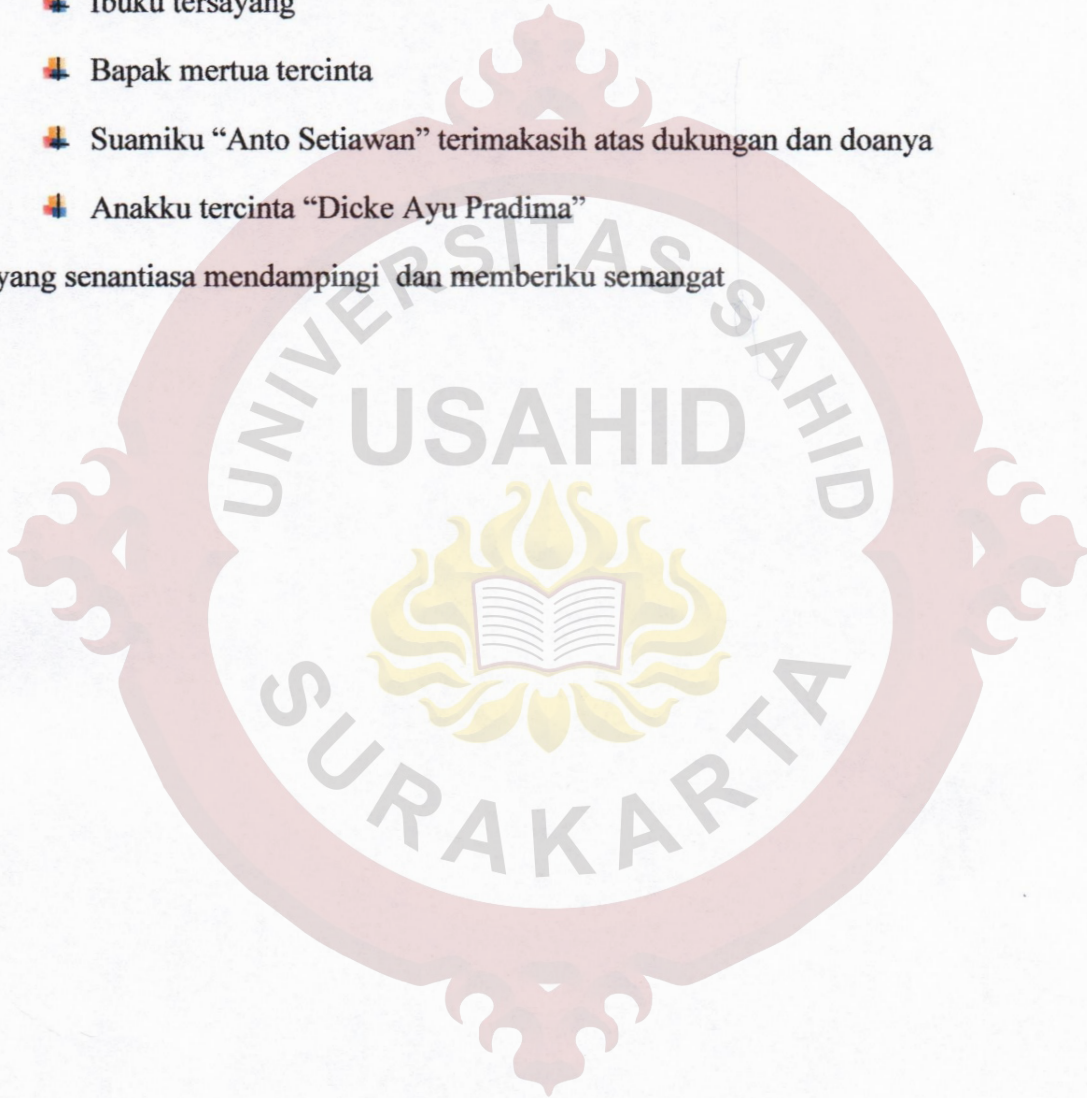 Ibuku tersayang
Bapak mertua tercinta
Suamiku “Anto Setiawan” terimakasih atas dukungan dan doanya
Anakku tercinta “Dicke Ayu Pradima”
yang senantiasa mendampingi dan memberiku semangat
UNIVERSITAS SAHID
USAHID
SURAKARTA